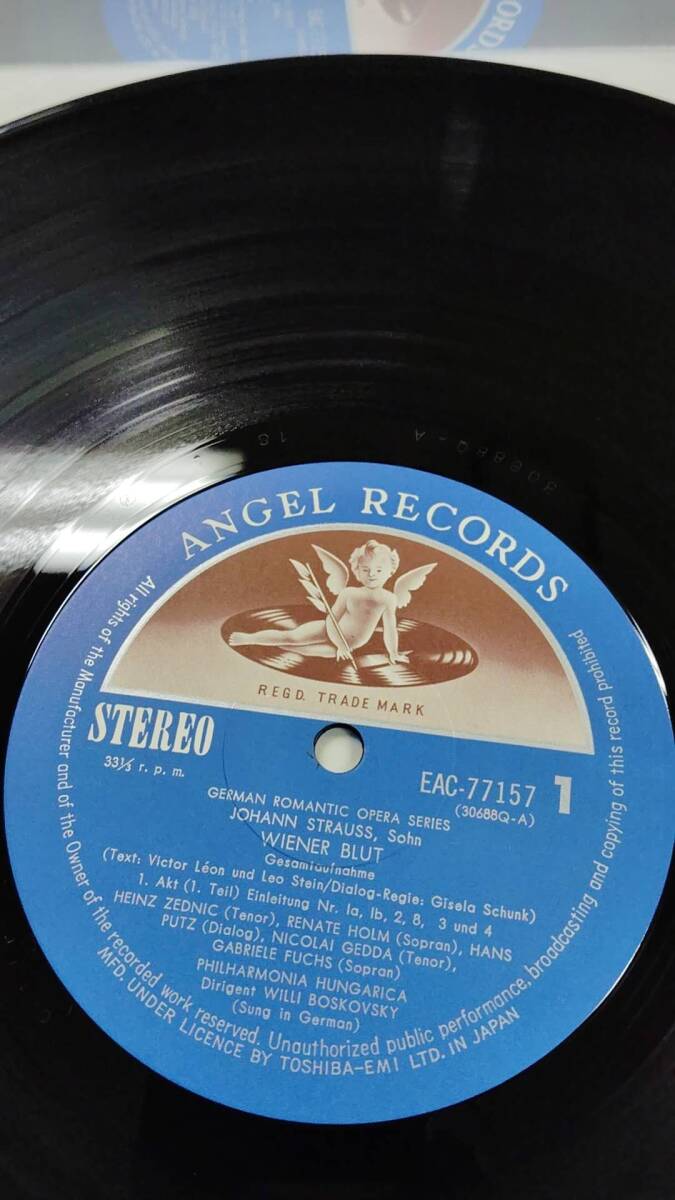 ANGEL RECORDS
REGD. TRADE MARK
STEREO
33⅓ r. p. m.
EAC-77157 1
(30688Q-A)
GERMAN ROMANTIC OPERA SERIES
JOHANN STRAUSS, Sohn
WIENER BLUT
Gesamtaufnahme
(Text: Victor Léon und Leo Stein/Dialog-Regie: Gisela Schunk)
1. Akt (1. Teil) Einleitung Nr. 1a, 1b, 2, 8, 3 und 4
HEINZ ZEDNIC (Tenor), RENATE HOLM (Sopran), HANS
PUTZ (Dialog), NICOLAI GEDDA (Tenor),
GABRIELE FUCHS (Sopran)
PHILHARMONIA HUNGARICA
Dirigent WILLI BOSKOVSKY
(Sung in German)
All rights of the Manufacturer and of the Owner of the recorded work reserved. Unauthorized public performance, broadcasting and copying of this record prohibited
MFD. UNDER LICENCE BY TOSHIBA-EMI LTD. IN JAPAN
30688Q-A 1S
RECORDS